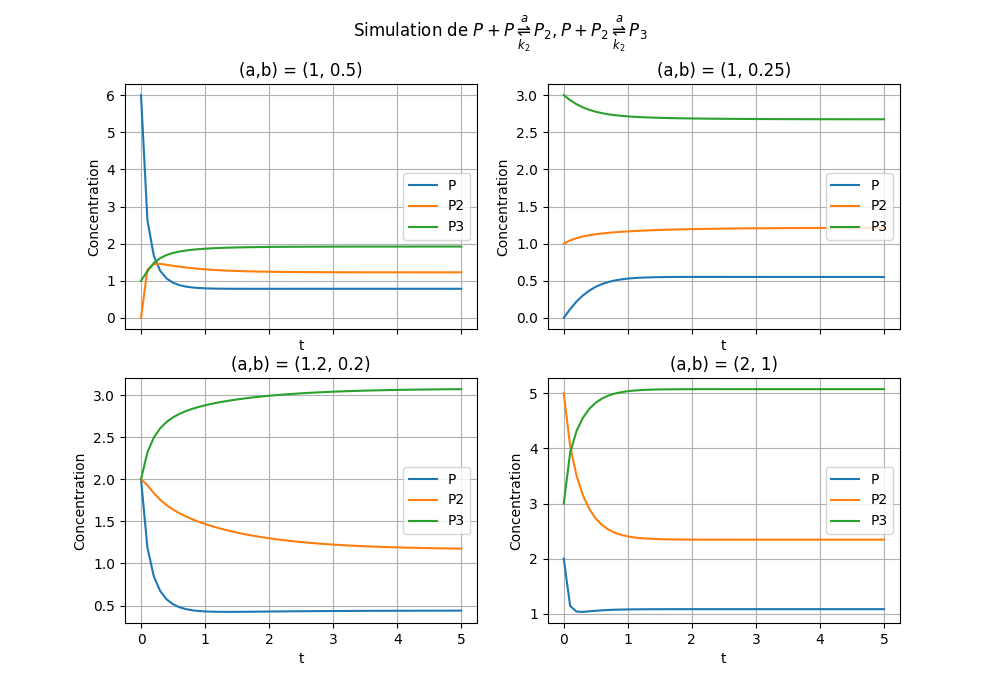 Simulation de P + P ⇌ P₂, P + P₂ ⇌ P₃
a a
k₂ k₂
(a,b) = (1, 0.5)
6
5
4
3
2
1
0
Concentration
P
P2
P3
t
(a,b) = (1, 0.25)
3.0
2.5
2.0
1.5
1.0
0.5
0.0
Concentration
P
P2
P3
t
(a,b) = (1.2, 0.2)
3.0
2.5
2.0
1.5
1.0
0.5
Concentration
P
P2
P3
0 1 2 3 4 5
t
(a,b) = (2, 1)
5
4
3
2
1
Concentration
P
P2
P3
0 1 2 3 4 5
t